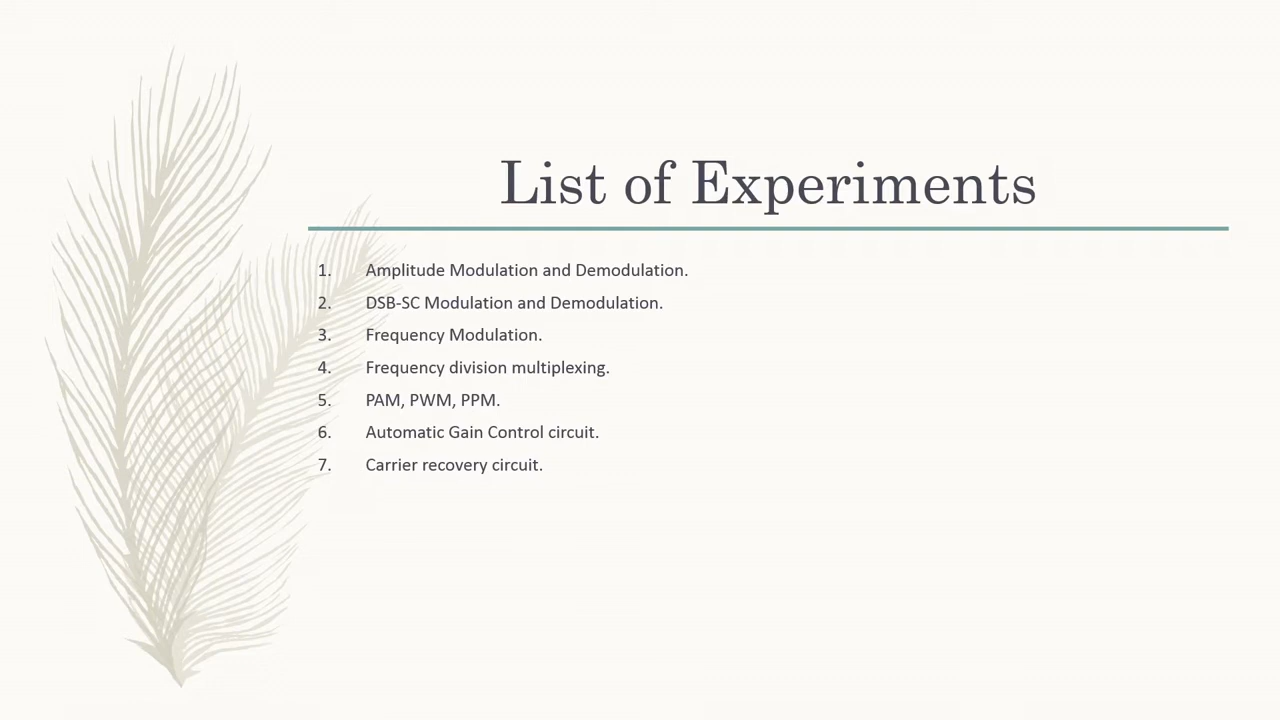 List of Experiments
1. Amplitude Modulation and Demodulation.
2. DSB-SC Modulation and Demodulation.
3. Frequency Modulation.
4. Frequency division multiplexing.
5. PAM, PWM, PPM.
6. Automatic Gain Control circuit.
7. Carrier recovery circuit.